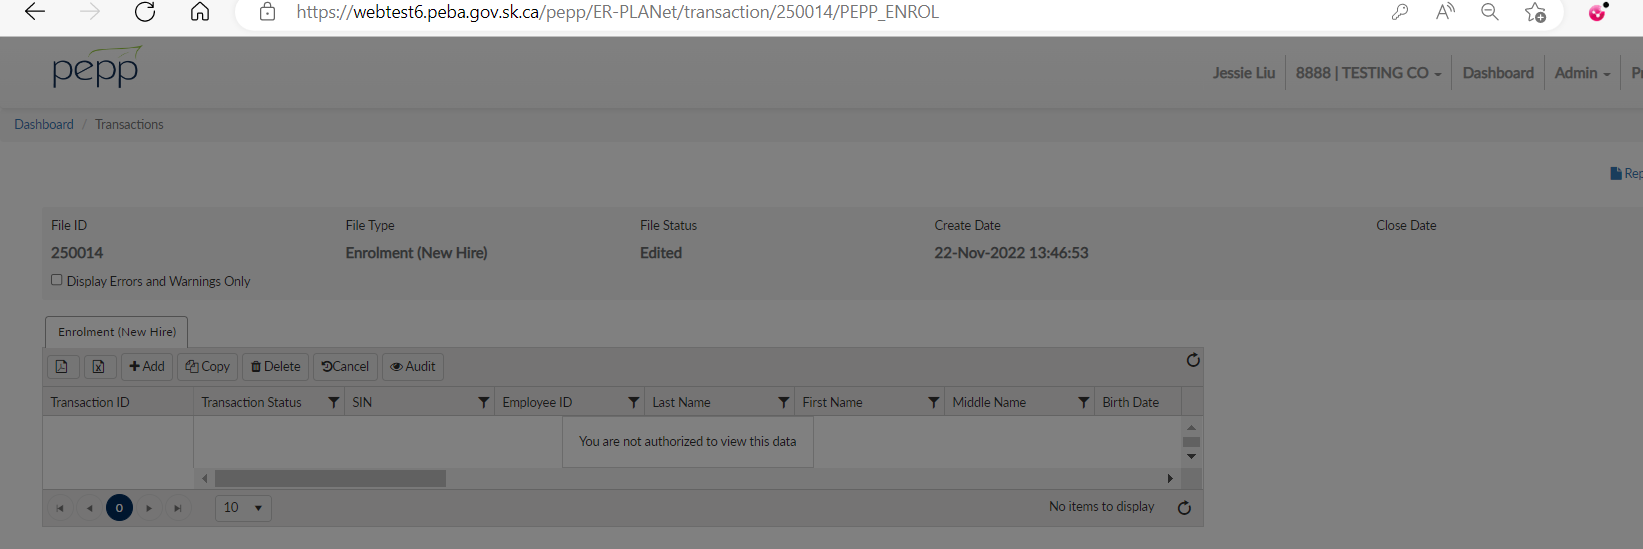 https://webtest6.peba.gov.sk.ca/pepp/ER-PLANet/transaction/250014/PEPP_ENROL
pepp
Jessie Liu 8888 | TESTING CO Dashboard Admin
Dashboard / Transactions
File ID File Type File Status Create Date Close Date
250014 Enrolment (New Hire) Edited 22-Nov-2022 13:46:53
Display Errors and Warnings Only
Enrolment (New Hire)
Add Copy Delete Cancel Audit
Transaction ID Transaction Status SIN Employee ID Last Name First Name Middle Name Birth Date
You are not authorized to view this data
0 10 No items to display